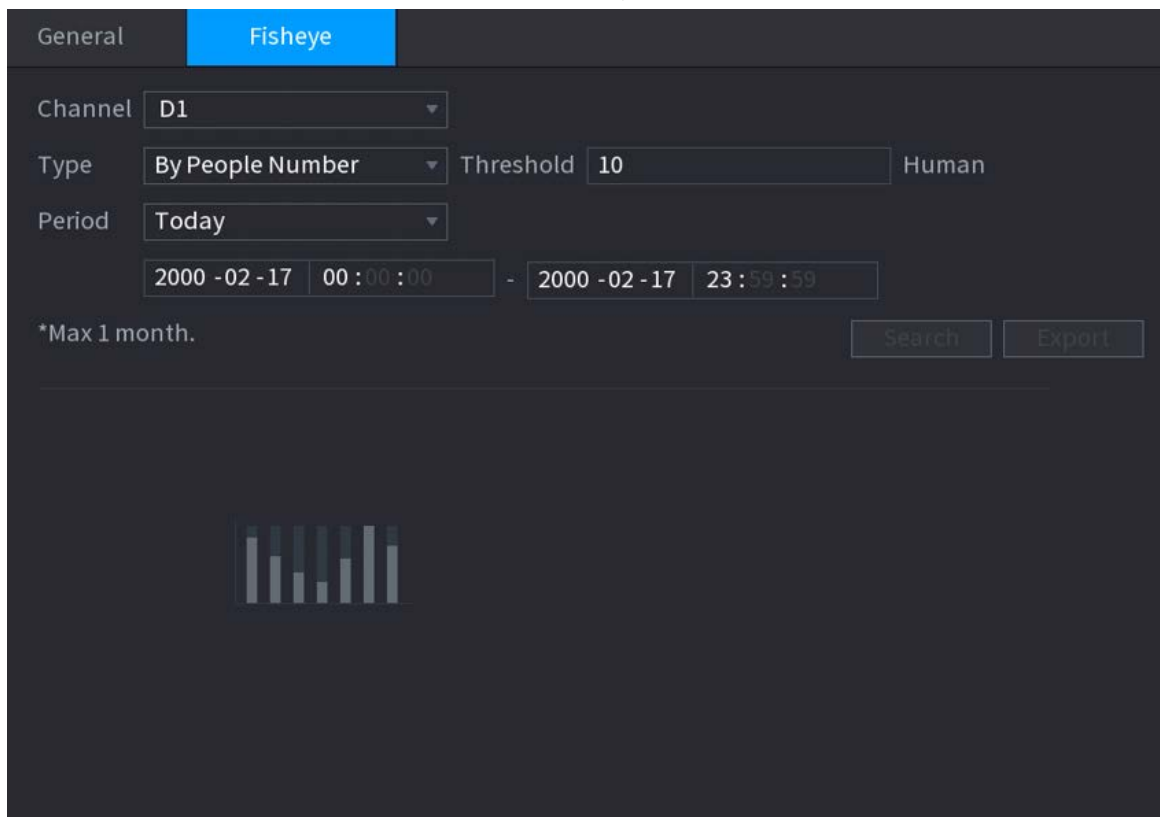 General Fisheye
Channel D1
Type By People Number Threshold 10 Human
Period Today
2000 -02 -17 00 : 00 : 00 - 2000 -02 -17 23 : 59 : 59
*Max 1 month. Search Export